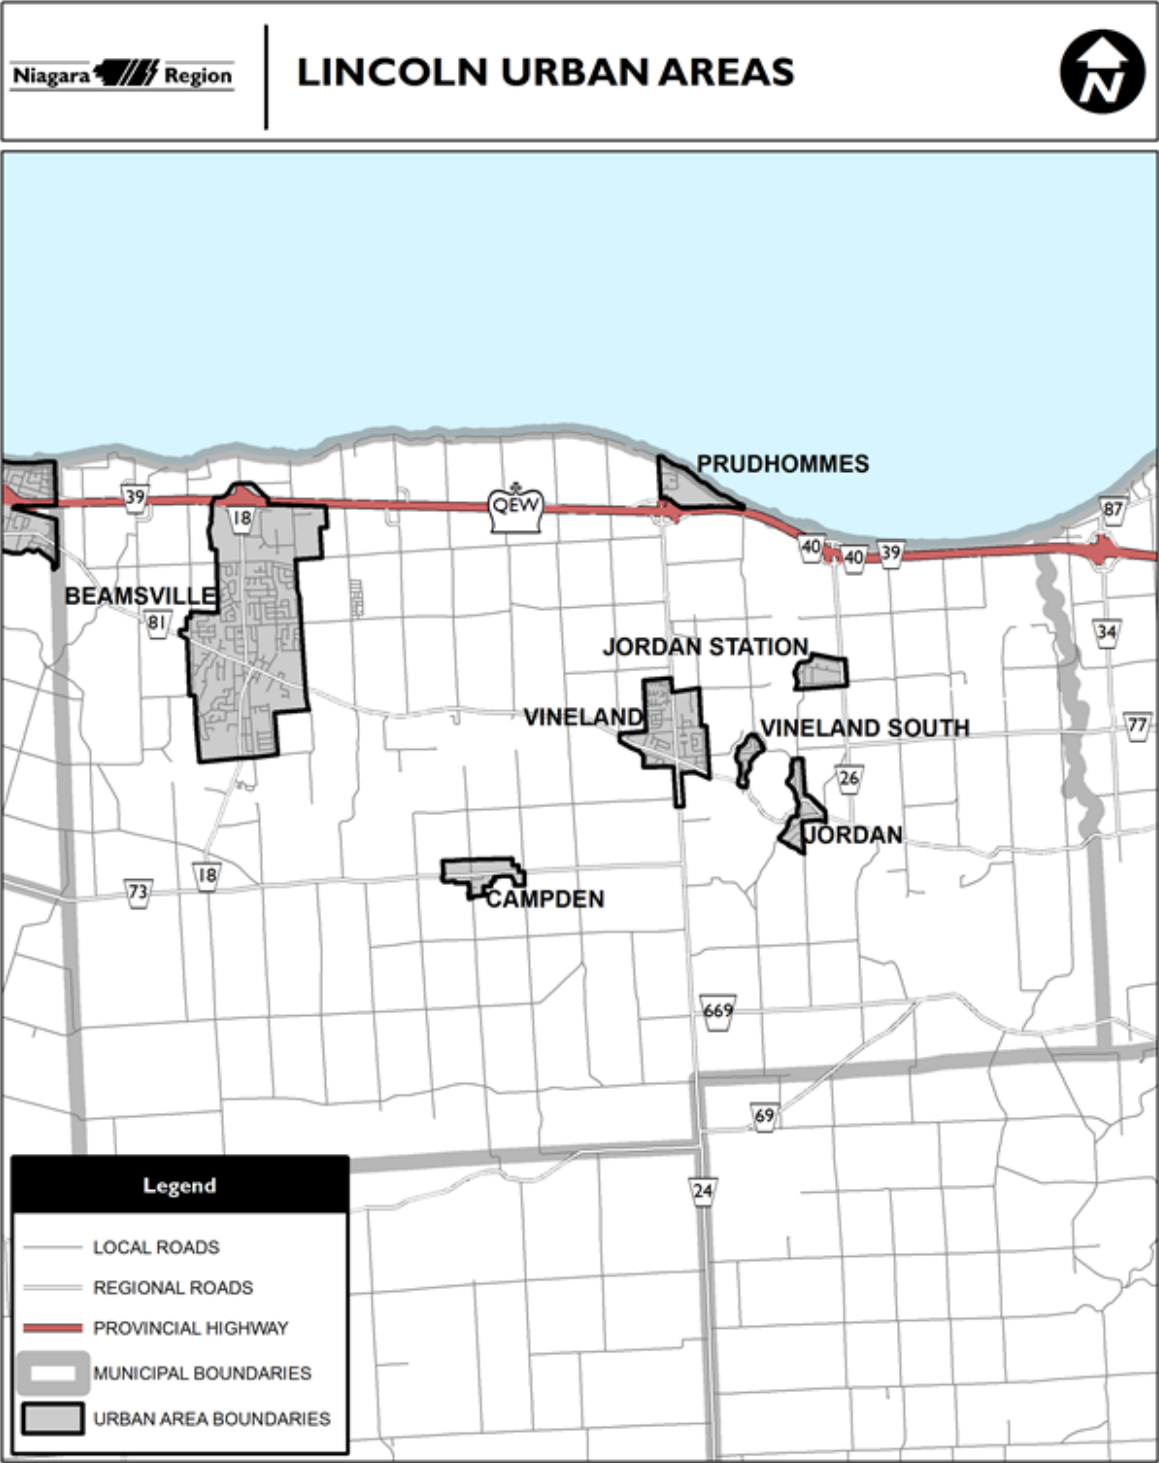 Niagara Region
LINCOLN URBAN AREAS
N
PRUDHOMMES
39
QEW
87
18
40
40
39
BEAMSVILLE
81
34
JORDAN STATION
VINELAND
VINELAND SOUTH
77
26
JORDAN
18
73
CAMPDEN
669
69
24
Legend
LOCAL ROADS
REGIONAL ROADS
PROVINCIAL HIGHWAY
MUNICIPAL BOUNDARIES
URBAN AREA BOUNDARIES